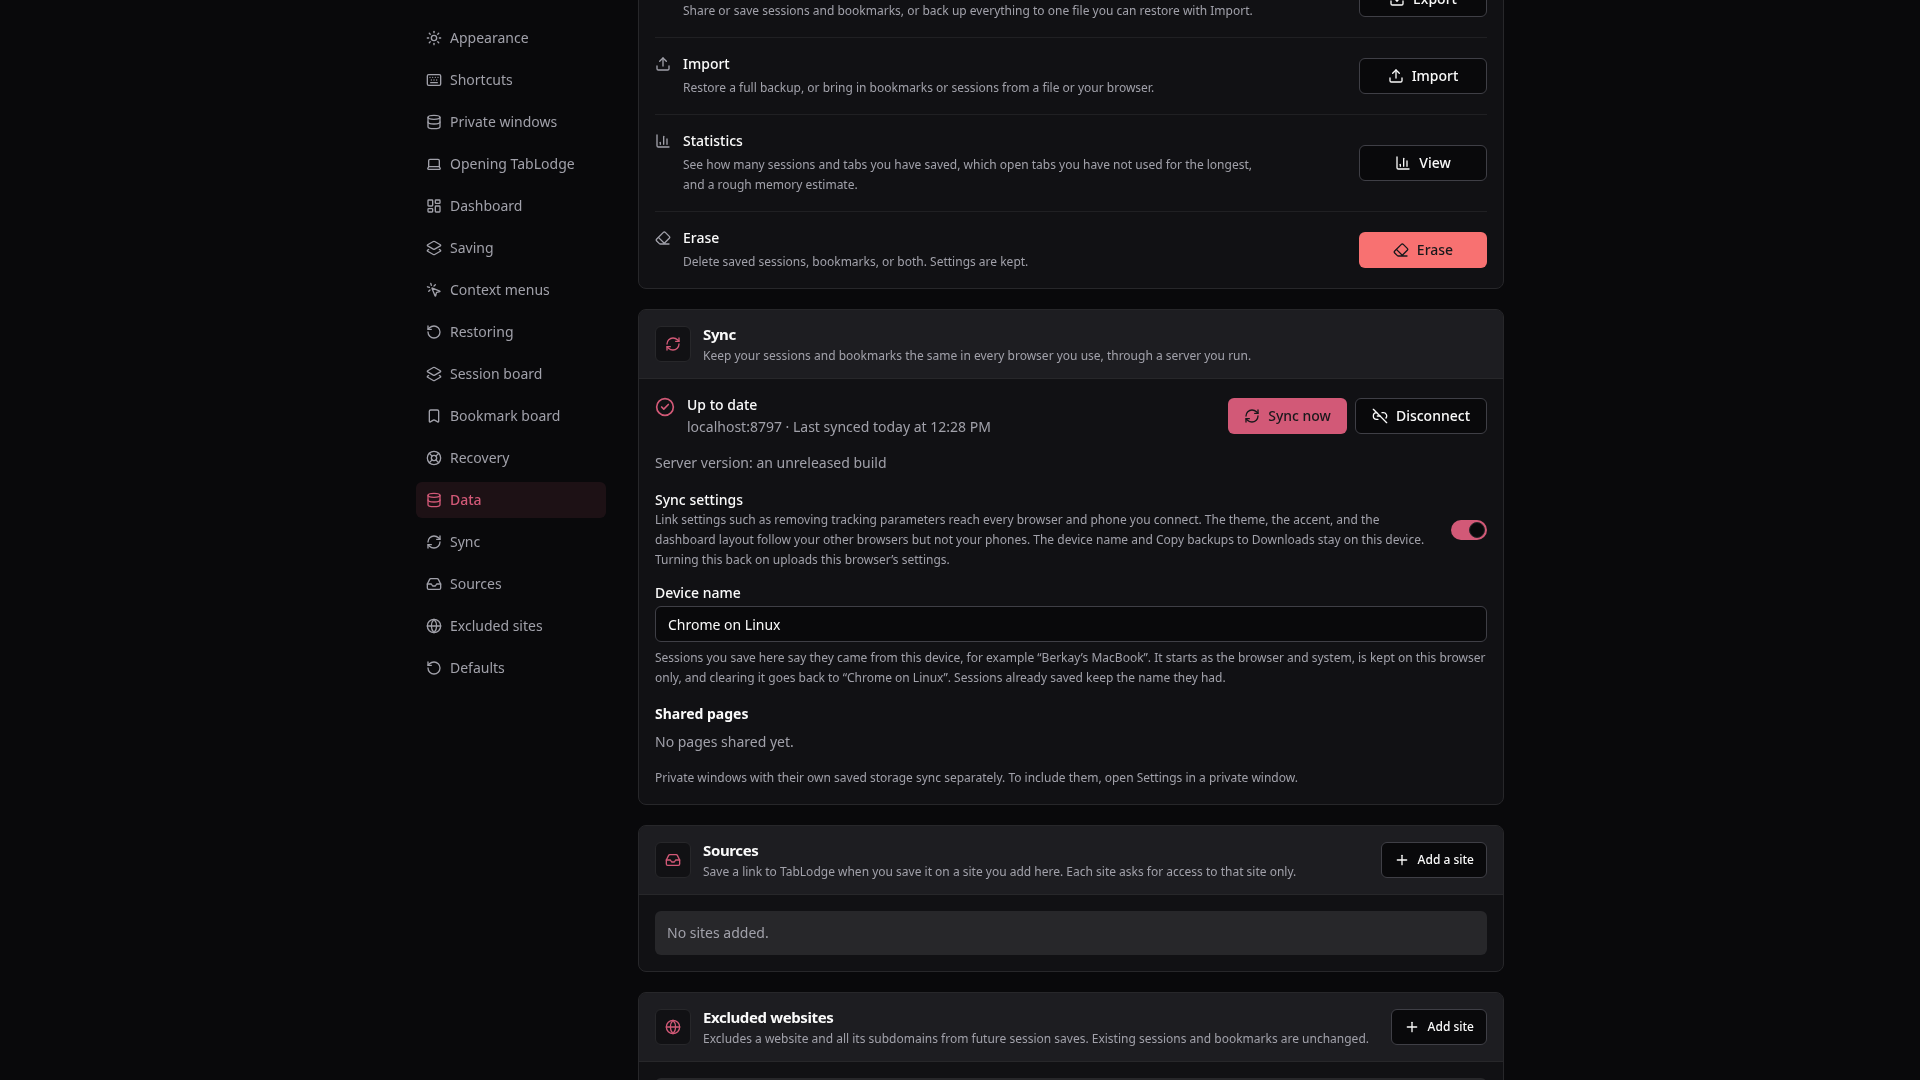 Appearance
Shortcuts
Private windows
Opening TabLodge
Dashboard
Saving
Context menus
Restoring
Session board
Bookmark board
Recovery
Data
Sync
Sources
Excluded sites
Defaults
Share or save sessions and bookmarks, or back up everything to one file you can restore with Import.
Export
Import
Restore a full backup, or bring in bookmarks or sessions from a file or your browser.
Import
Statistics
See how many sessions and tabs you have saved, which open tabs you have not used for the longest,
and a rough memory estimate.
View
Erase
Delete saved sessions, bookmarks, or both. Settings are kept.
Erase
Sync
Keep your sessions and bookmarks the same in every browser you use, through a server you run.
Up to date
localhost:8797 · Last synced today at 12:28 PM
Sync now
Disconnect
Server version: an unreleased build
Sync settings
Link settings such as removing tracking parameters reach every browser and phone you connect. The theme, the accent, and the
dashboard layout follow your other browsers but not your phones. The device name and Copy backups to Downloads stay on this device.
Turning this back on uploads this browser’s settings.
Device name
Chrome on Linux
Sessions you save here say they came from this device, for example “Berkay’s MacBook”. It starts as the browser and system, is kept on this browser
only, and clearing it goes back to “Chrome on Linux”. Sessions already saved keep the name they had.
Shared pages
No pages shared yet.
Private windows with their own saved storage sync separately. To include them, open Settings in a private window.
Sources
Save a link to TabLodge when you save it on a site you add here. Each site asks for access to that site only.
Add a site
No sites added.
Excluded websites
Excludes a website and all its subdomains from future session saves. Existing sessions and bookmarks are unchanged.
Add site